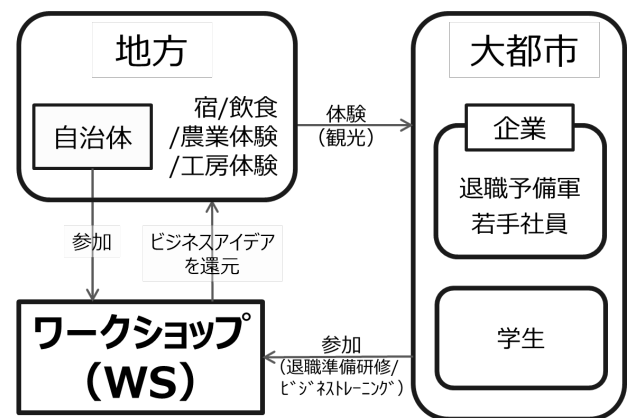 地方
自治体
宿/飲食
/農業体験
/工房体験
体験
(観光)
大都市
企業
退職予備軍
若手社員
学生
参加
ビジネスアイデア
を還元
ワークショップ
(WS)
参加
(退職準備研修/
ﾋﾞｼﾞﾈｽﾄﾚｰﾆﾝｸﾞ)